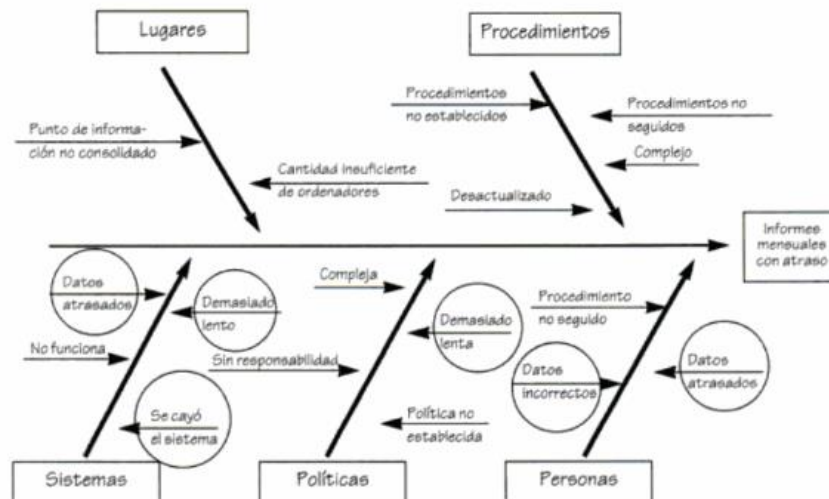 Lugares
Procedimientos
Procedimientos
no establecidos
Procedimientos no
seguidos
Punto de informa-
ción no consolidado
Complejo
Cantidad insuficiente
de ordenadores
Desactualizado
Informes
mensuales
con atraso
Datos
atrasados
Demasiado
lento
Compleja
Demasiado
lenta
Procedimiento
no seguido
No funciona
Sin responsabilidad
Datos
incorrectos
Datos
atrasados
Se cayó
el sistema
Política no
establecida
Sistemas
Políticas
Personas